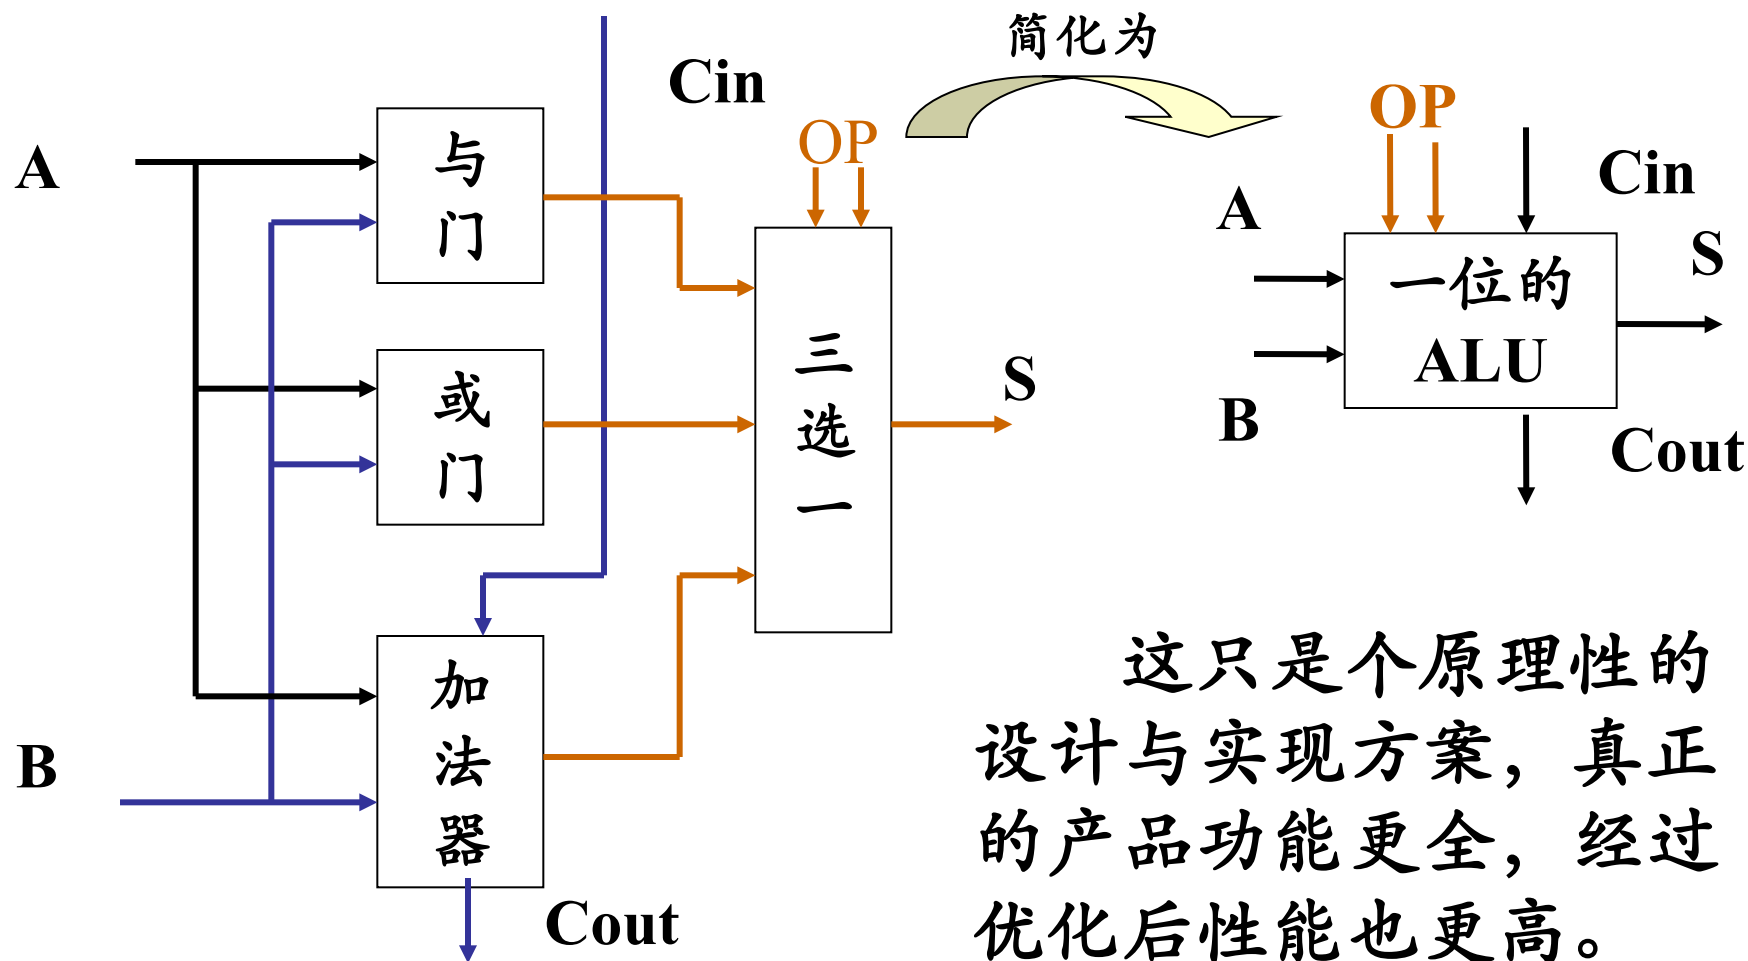 简化为
Cin
OP
A
与
门
或
门
三
选
一
S
加
法
器
B
Cout
OP
Cin
A
S
一位的
ALU
B
Cout
这只是个原理性的
设计与实现方案，真正
的产品功能更全，经过
优化后性能也更高。